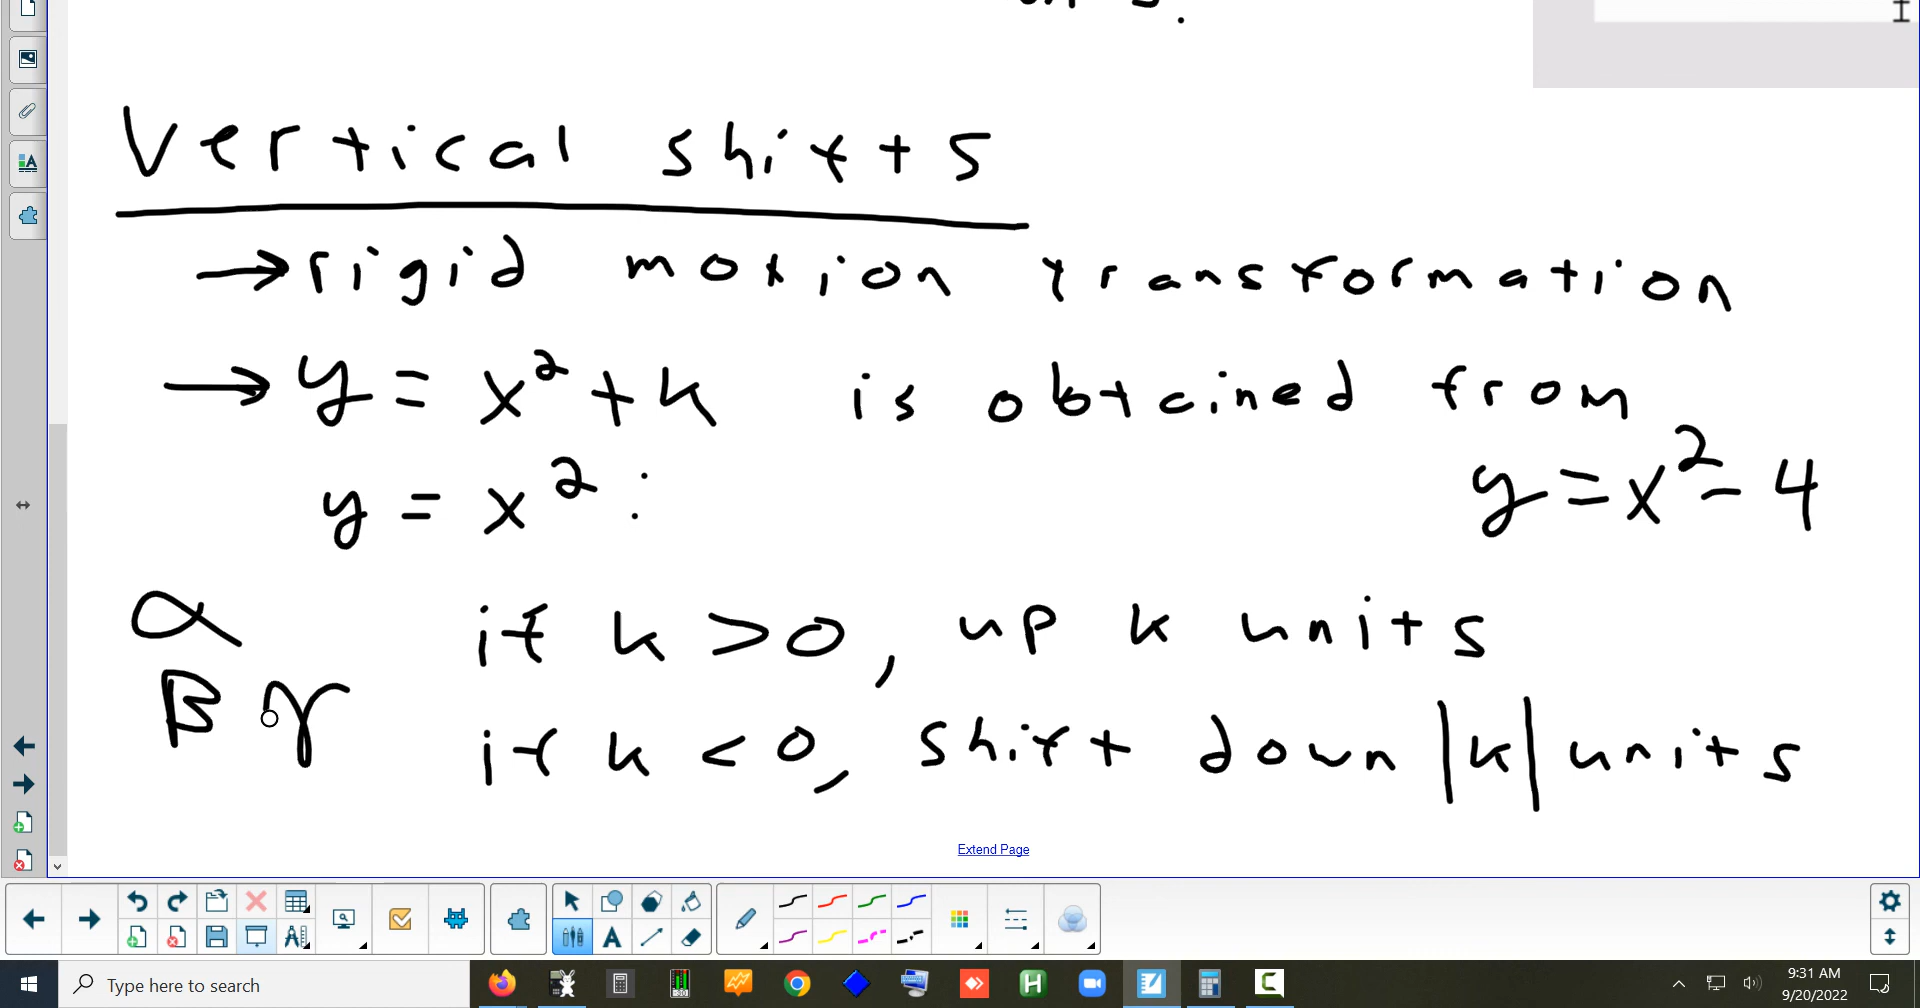 Vertical shifts
→ rigid motion transformation
→ y = x² + k is obtained from
y = x² :
y = x² - 4
α
if k > 0, up k units
β γ
if k < 0, shift down |k| units
Extend Page
Type here to search
9:31 AM
9/20/2022